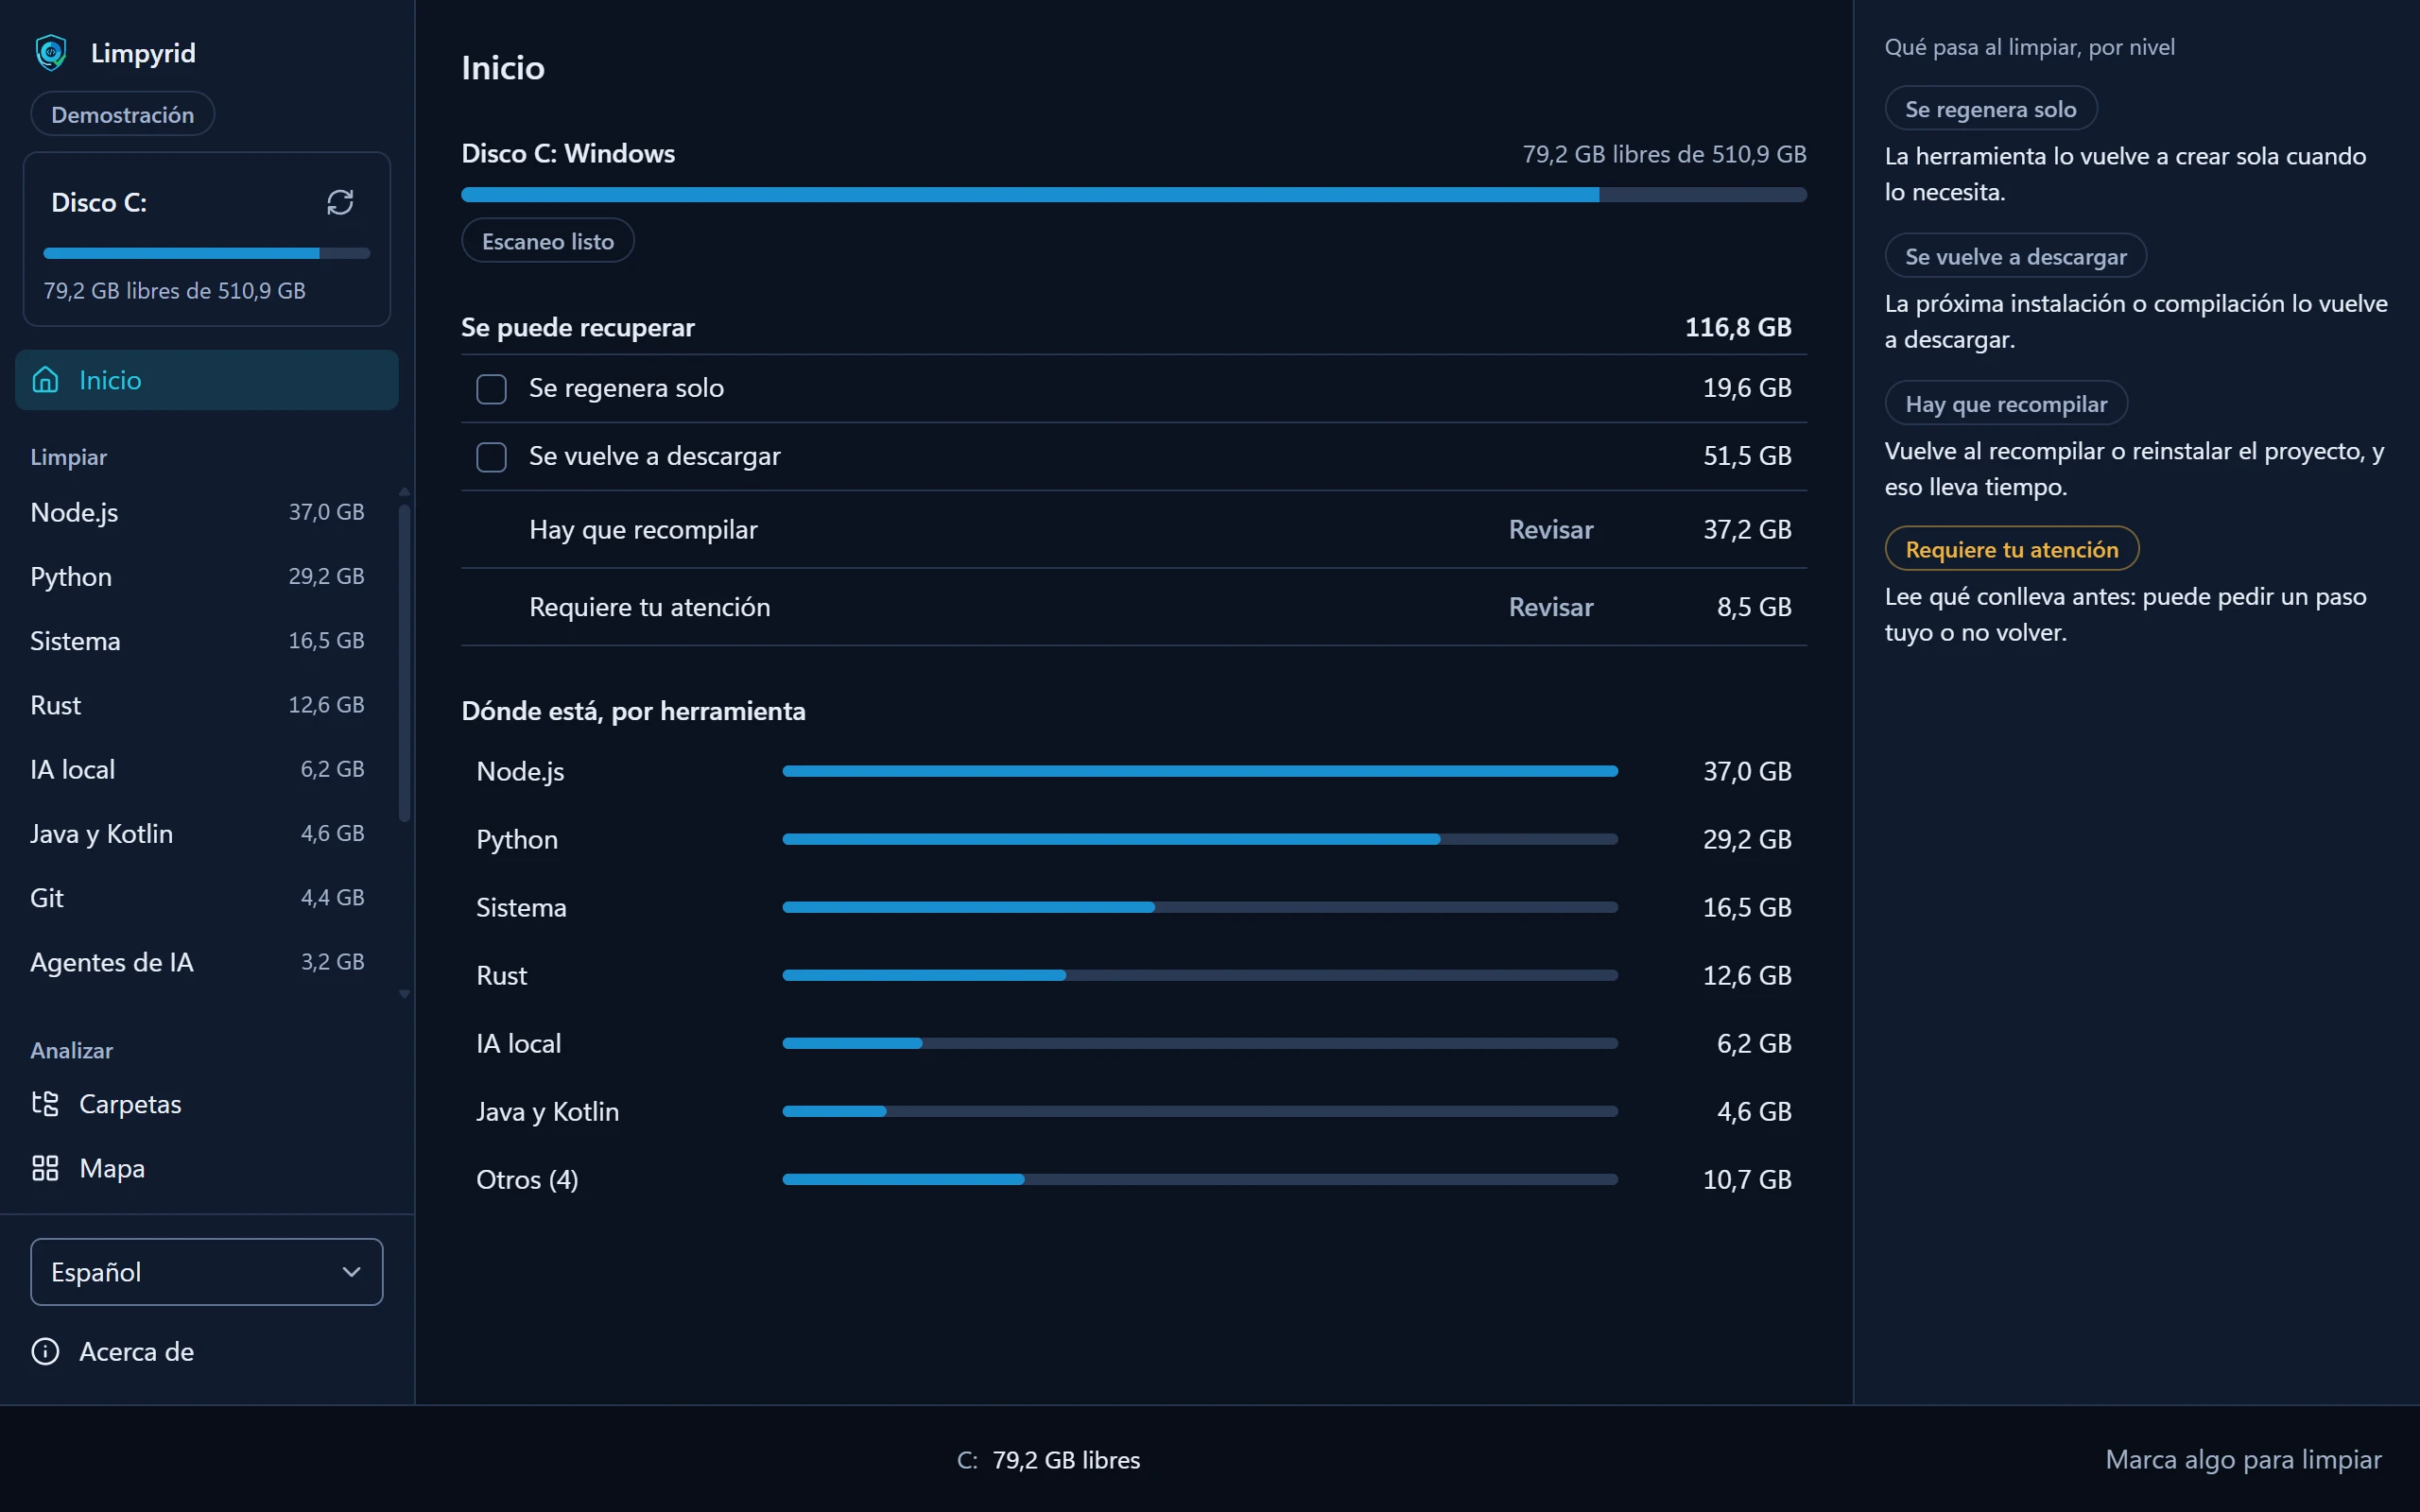 Limpyrid
Demostración
Disco C:
79,2 GB libres de 510,9 GB
Inicio
Limpiar
Node.js 37,0 GB
Python 29,2 GB
Sistema 16,5 GB
Rust 12,6 GB
IA local 6,2 GB
Java y Kotlin 4,6 GB
Git 4,4 GB
Agentes de IA 3,2 GB
Analizar
Carpetas
Mapa
Español
Acerca de
Inicio
Disco C: Windows 79,2 GB libres de 510,9 GB
Escaneo listo
Se puede recuperar 116,8 GB
Se regenera solo 19,6 GB
Se vuelve a descargar 51,5 GB
Hay que recompilar Revisar 37,2 GB
Requiere tu atención Revisar 8,5 GB
Dónde está, por herramienta
Node.js 37,0 GB
Python 29,2 GB
Sistema 16,5 GB
Rust 12,6 GB
IA local 6,2 GB
Java y Kotlin 4,6 GB
Otros (4) 10,7 GB
Qué pasa al limpiar, por nivel
Se regenera solo
La herramienta lo vuelve a crear sola cuando
lo necesita.
Se vuelve a descargar
La próxima instalación o compilación lo vuelve
a descargar.
Hay que recompilar
Vuelve al recompilar o reinstalar el proyecto, y
eso lleva tiempo.
Requiere tu atención
Lee qué conlleva antes: puede pedir un paso
tuyo o no volver.
C: 79,2 GB libres
Marca algo para limpiar